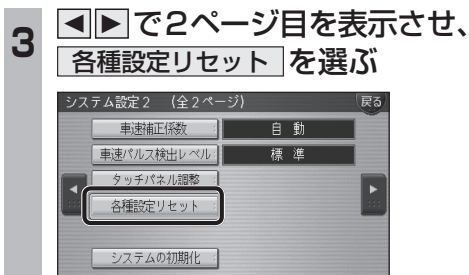 3
◀▶で2ページ目を表示させ、
各種設定リセット を選ぶ
システム設定2 (全2ページ)
戻る
車速補正係数
自 動
車速パルス検出レベル
標 準
タッチパネル調整
各種設定リセット
システムの初期化